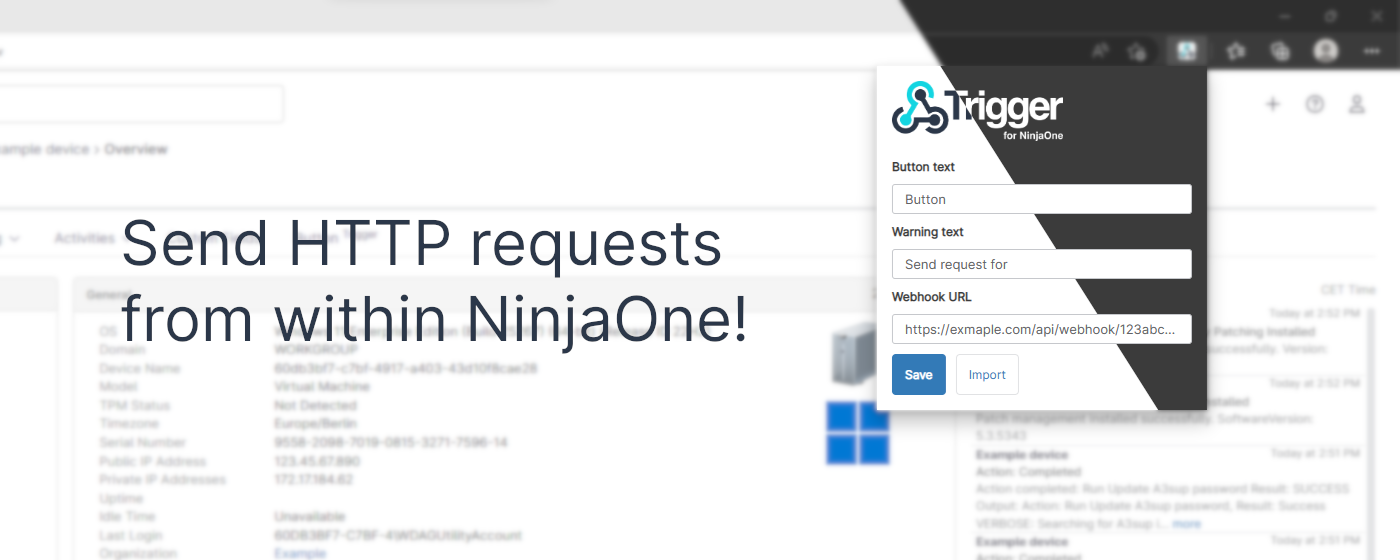 ample device › Overview
Activities
Send HTTP requests
from within NinjaOne!
General
OS
Domain
WORKGROUP
Device Name
60db3bf7-c7bf-4917-a403-43d10f8cae28
Model
Virtual Machine
TPM Status
Not Detected
Timezone
Europe/Berlin
Serial Number
9558-2098-7019-0815-3271-7596-14
Public IP Address
123.45.67.890
Private IP Addresses
172.17.184.62
Uptime
Idle Time
Unavailable
Last Login
60DB3BF7-C7BF-4\WDAGUtilityAccount
Organization
Example
Trigger
for NinjaOne
Button text
Button
Warning text
Send request for
Webhook URL
https://exmaple.com/api/webhook/123abc...
Save
Import
CET Time
Today at 2:52 PM
Patching Installed
successfully. Version:
Today at 2:52 PM
stalled
Patch management installed successfully. SoftwareVersion:
5.3.5343
Example device
Today at 2:51 PM
Action: Completed
Action completed: Run Update A3sup password Result: SUCCESS
Output: Action: Run Update A3sup password, Result: Success
VERBOSE: Searching for A3sup i... more
Example device
Today at 2:51 PM
Action: Completed